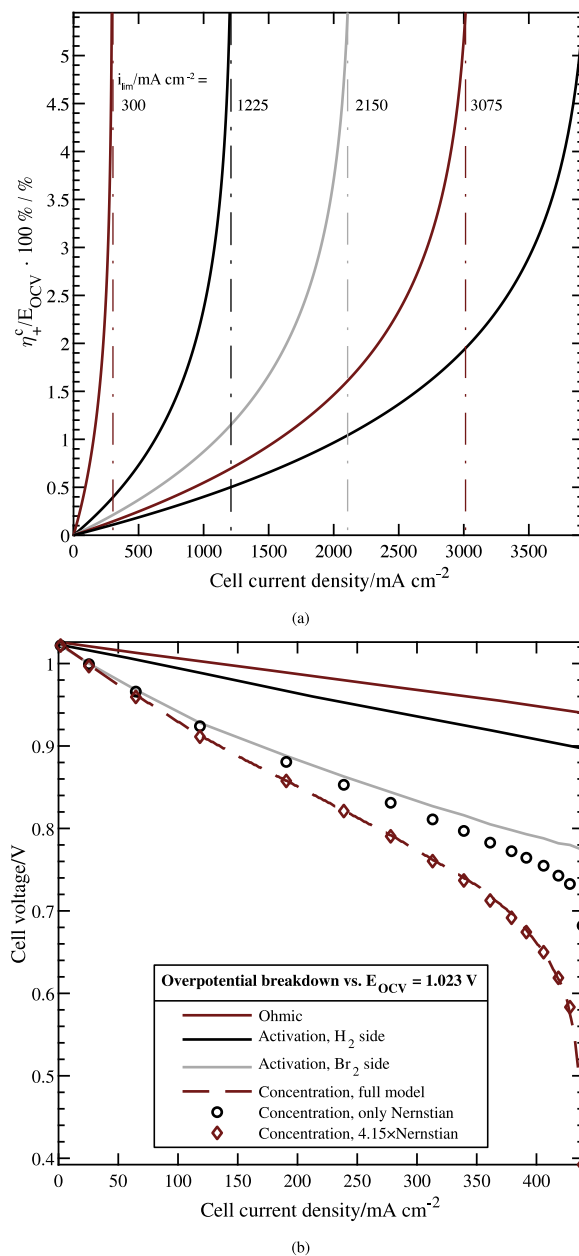 5
4.5
4
3.5
3
2.5
2
1.5
1
0.5
0
η₊ᶜ/E_OCV · 100 % / %
i_lim/mA cm⁻² =
300
1225
2150
3075
0 500 1000 1500 2000 2500 3000 3500
Cell current density/mA cm⁻²
(a)
1
0.9
0.8
0.7
0.6
0.5
0.4
Cell voltage/V
Overpotential breakdown vs. E_OCV = 1.023 V
Ohmic
Activation, H₂ side
Activation, Br₂ side
Concentration, full model
Concentration, only Nernstian
Concentration, 4.15×Nernstian
0 50 100 150 200 250 300 350 400
Cell current density/mA cm⁻²
(b)